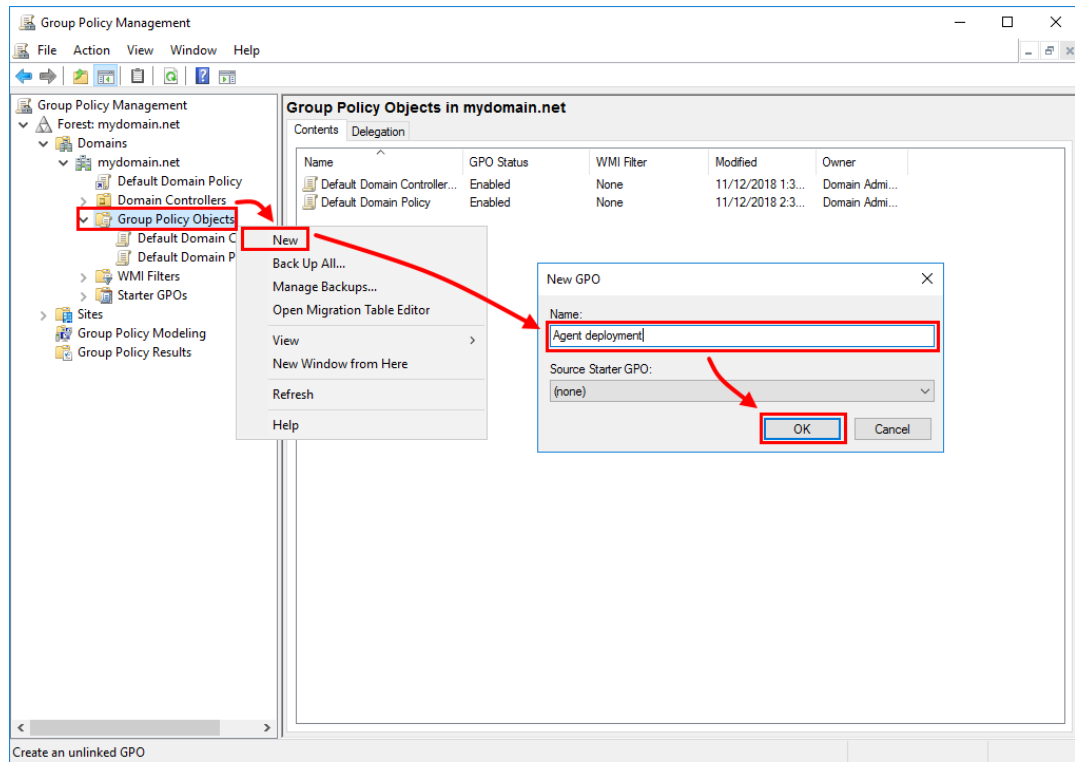 Group Policy Management
File Action View Window Help
Group Policy Management
Forest: mydomain.net
Domains
mydomain.net
Default Domain Policy
Domain Controllers
Group Policy Objects
Default Domain C
Default Domain P
WMI Filters
Starter GPOs
Sites
Group Policy Modeling
Group Policy Results
Group Policy Objects in mydomain.net
Contents Delegation
Name GPO Status WMI Filter Modified Owner
Default Domain Controller... Enabled None 11/12/2018 1:3... Domain Admi...
Default Domain Policy Enabled None 11/12/2018 2:3... Domain Admi...
New
Back Up All...
Manage Backups...
Open Migration Table Editor
View
New Window from Here
Refresh
Help
New GPO
Name:
Agent deployment
Source Starter GPO:
(none)
OK Cancel
Create an unlinked GPO